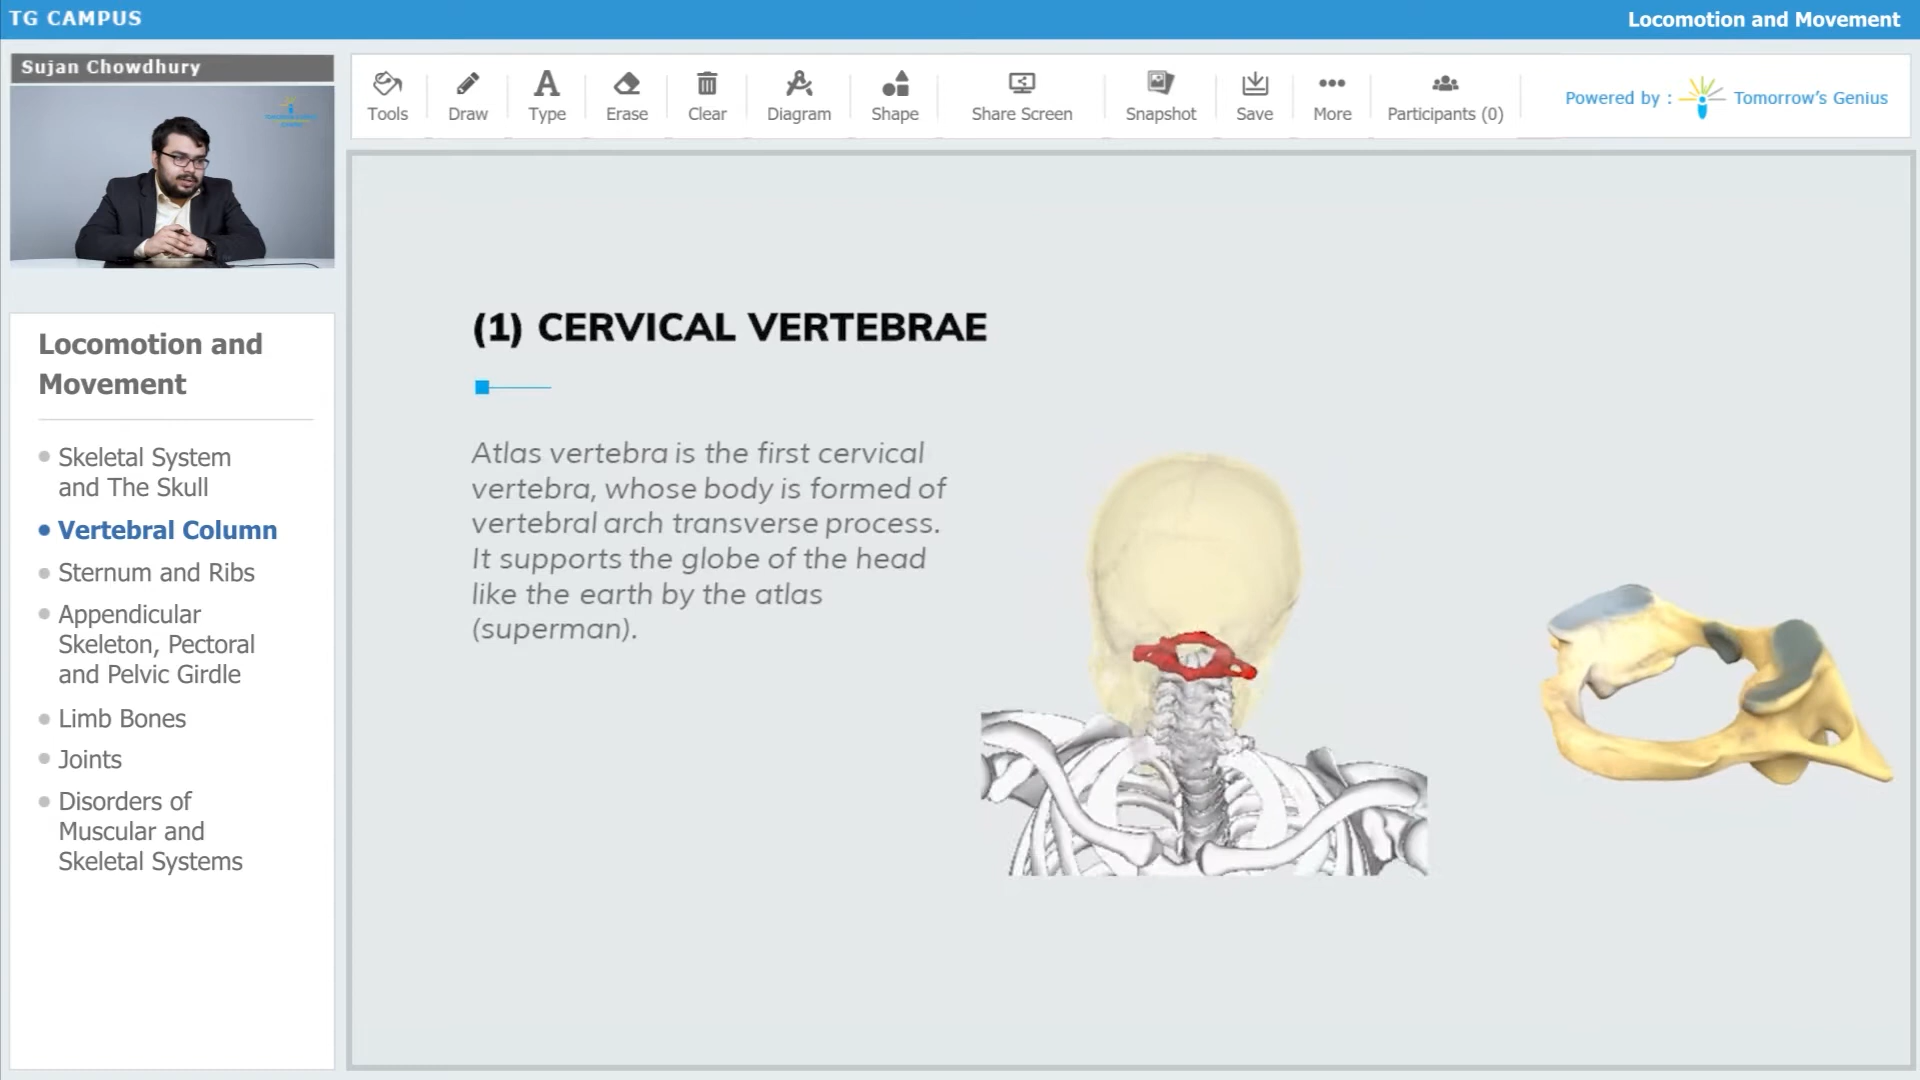 TG CAMPUS
Locomotion and Movement
Sujan Chowdhury
Tools
Draw
Type
Erase
Clear
Diagram
Shape
Share Screen
Snapshot
Save
More
Participants (0)
Powered by :
Tomorrow's Genius
Locomotion and
Movement
Skeletal System
and The Skull
Vertebral Column
Sternum and Ribs
Appendicular
Skeleton, Pectoral
and Pelvic Girdle
Limb Bones
Joints
Disorders of
Muscular and
Skeletal Systems
(1) CERVICAL VERTEBRAE
Atlas vertebra is the first cervical
vertebra, whose body is formed of
vertebral arch transverse process.
It supports the globe of the head
like the earth by the atlas
(superman).